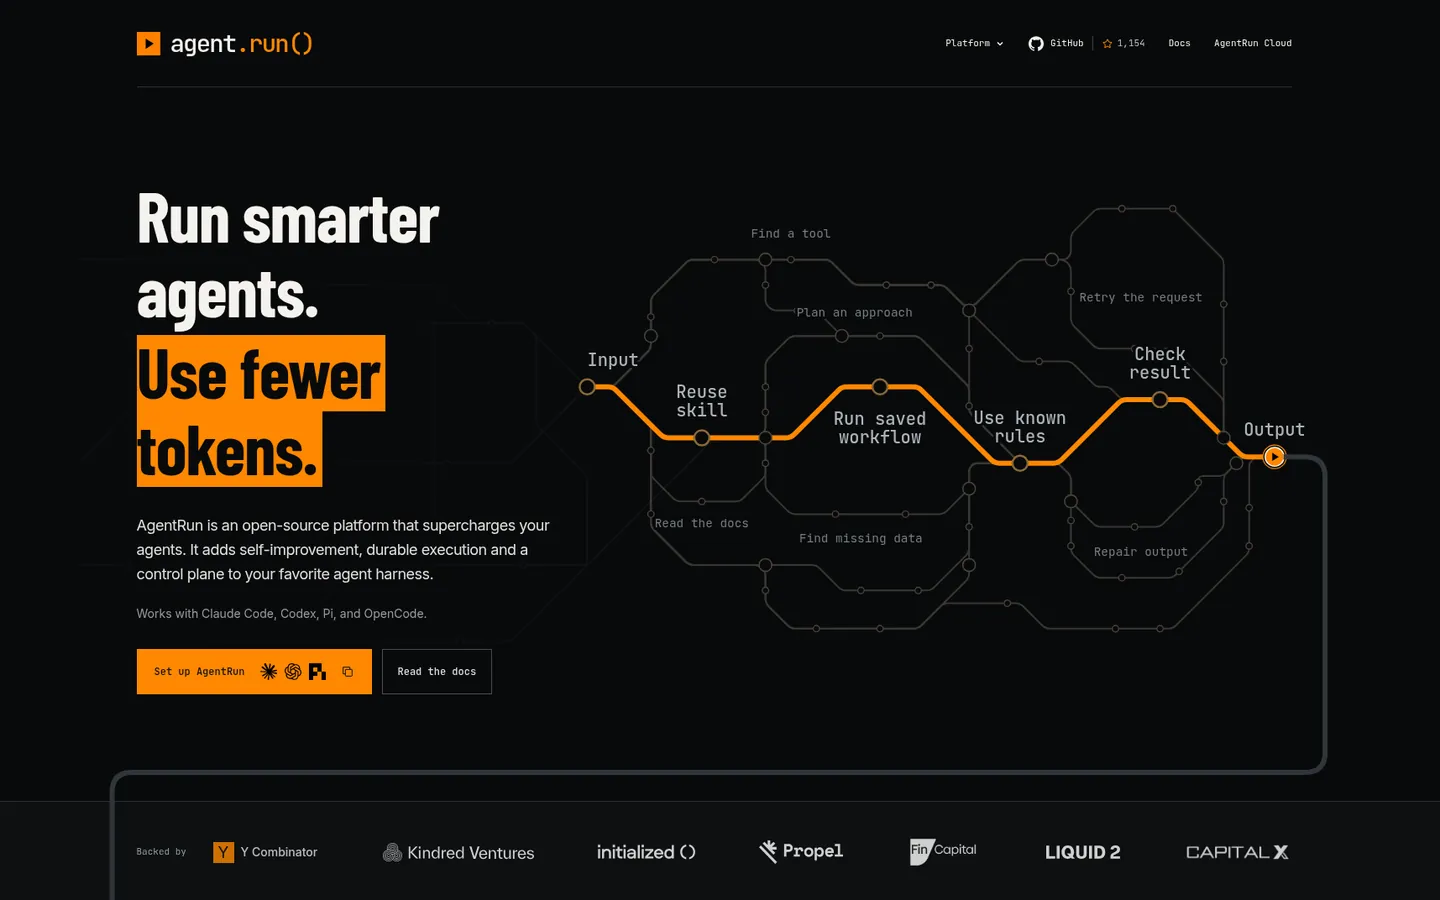 agent.run()
Platform
GitHub
1,154
Docs
AgentRun Cloud
Run smarter
agents.
Use fewer
tokens.
AgentRun is an open-source platform that supercharges your
agents. It adds self-improvement, durable execution and a
control plane to your favorite agent harness.
Works with Claude Code, Codex, Pi, and OpenCode.
Set up AgentRun
Read the docs
Find a tool
Plan an approach
Retry the request
Input
Reuse
skill
Run saved
workflow
Use known
rules
Check
result
Output
Read the docs
Find missing data
Repair output
Backed by
Y
Y Combinator
Kindred Ventures
initialized ()
Propel
Fin Capital
LIQUID 2
CAPITAL X